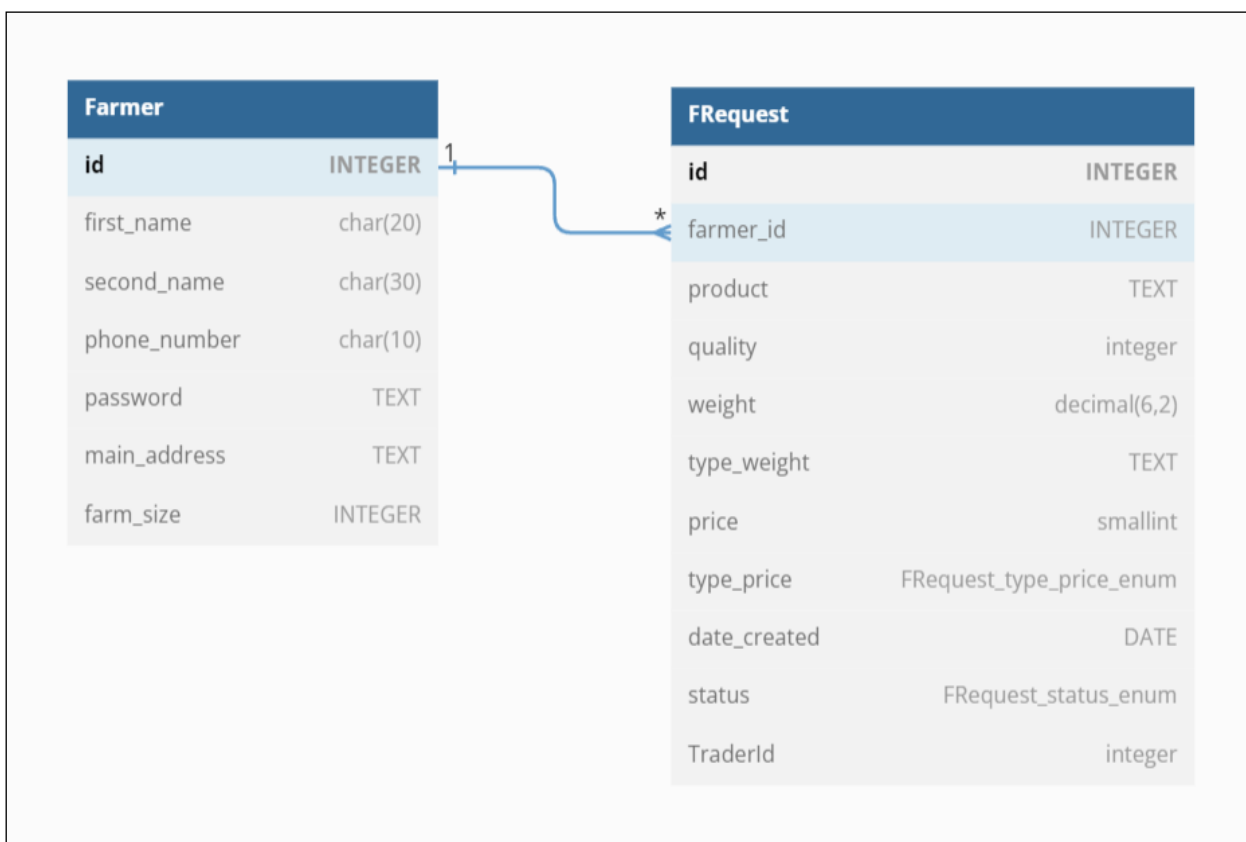 Farmer
id INTEGER
first_name char(20)
second_name char(30)
phone_number char(10)
password TEXT
main_address TEXT
farm_size INTEGER
1
*
FRequest
id INTEGER
farmer_id INTEGER
product TEXT
quality integer
weight decimal(6,2)
type_weight TEXT
price smallint
type_price FRequest_type_price_enum
date_created DATE
status FRequest_status_enum
TraderId integer